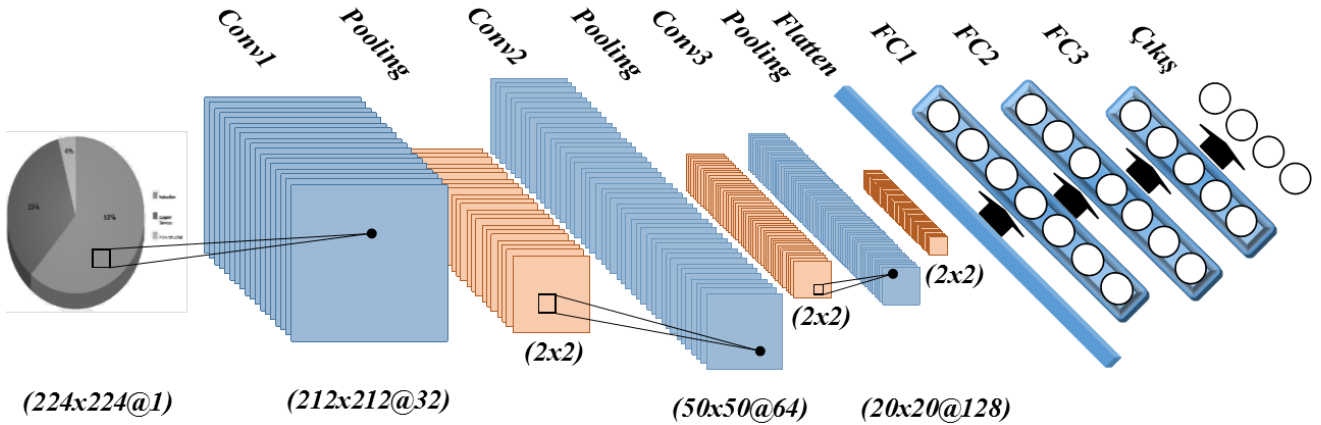 Conv1
Pooling
Conv2
Pooling
Conv3
Pooling
Flatten
FC1
FC2
FC3
Çıkış
4%
(2x2)
(2x2)
(2x2)
(224x224@1)
(212x212@32)
(50x50@64)
(20x20@128)